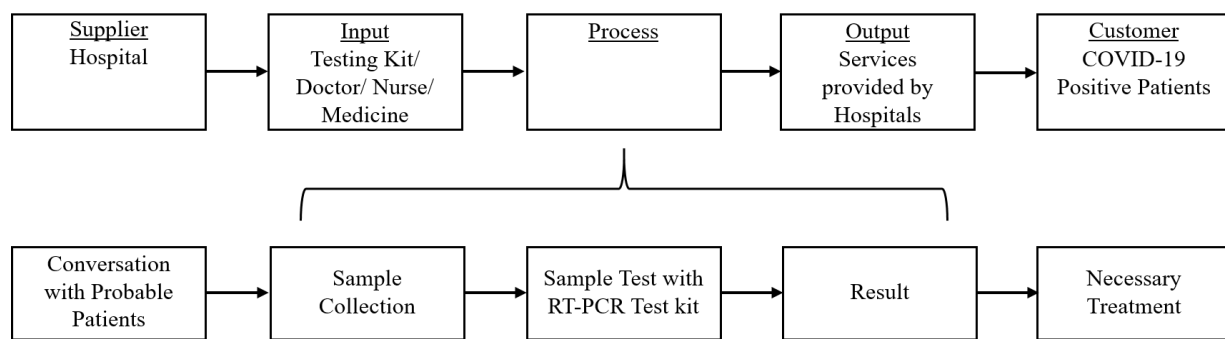 Supplier
Hospital
Input
Testing Kit/
Doctor/ Nurse/
Medicine
Process
Output
Services
provided by
Hospitals
Customer
COVID-19
Positive Patients
Conversation
with Probable
Patients
Sample
Collection
Sample Test with
RT-PCR Test kit
Result
Necessary
Treatment